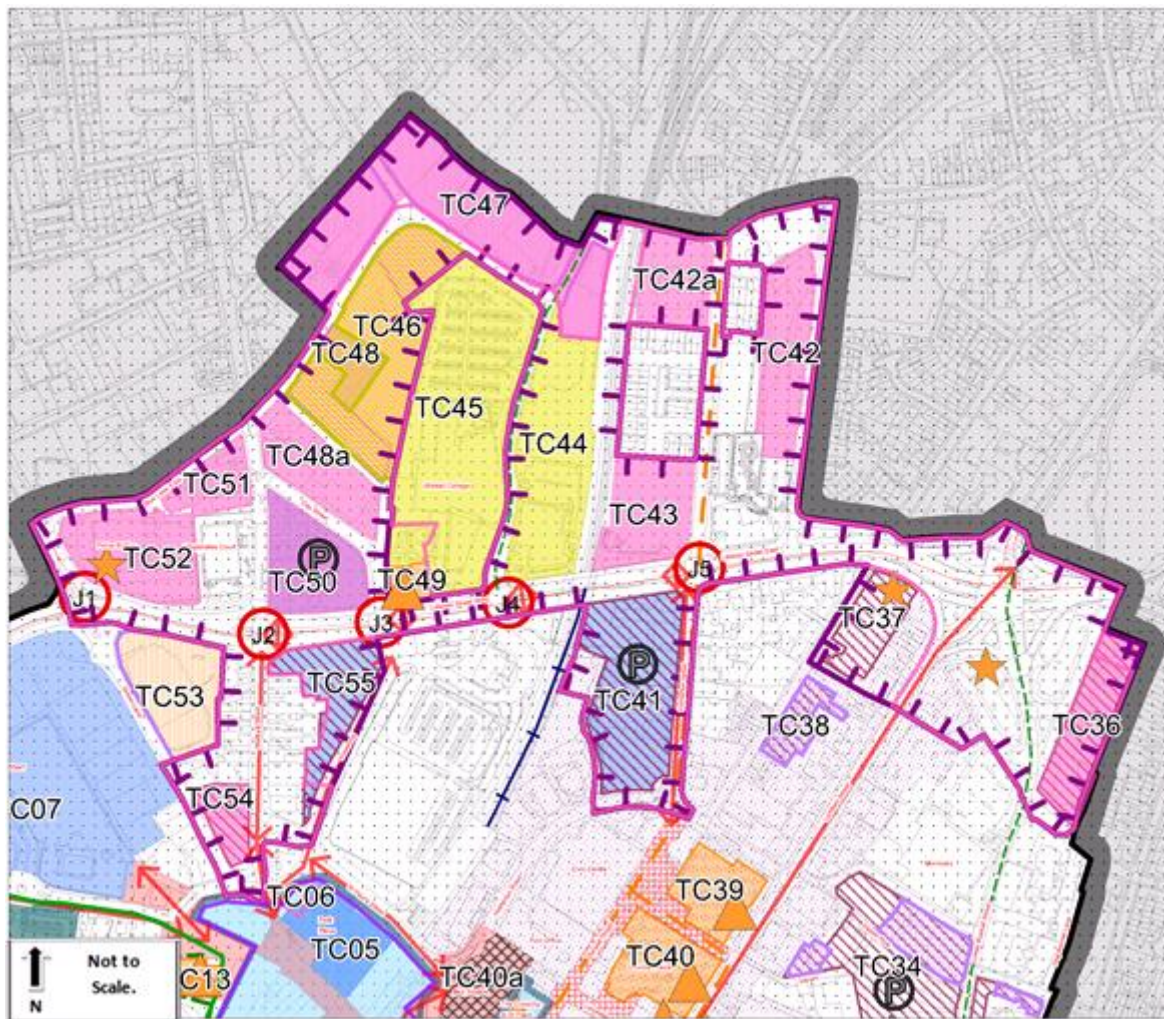 TC47
TC42a
TC46
TC48
TC42
TC45
TC44
TC48a
TC51
TC43
TC52
P
TC50
J5
TC49
J1
J4
TC37
J3
J2
TC55
P
TC53
TC41
TC38
TC36
TC54
C07
TC39
TC06
TC05
TC40
TC34
Not to
Scale.
C13
TC40a
P
N